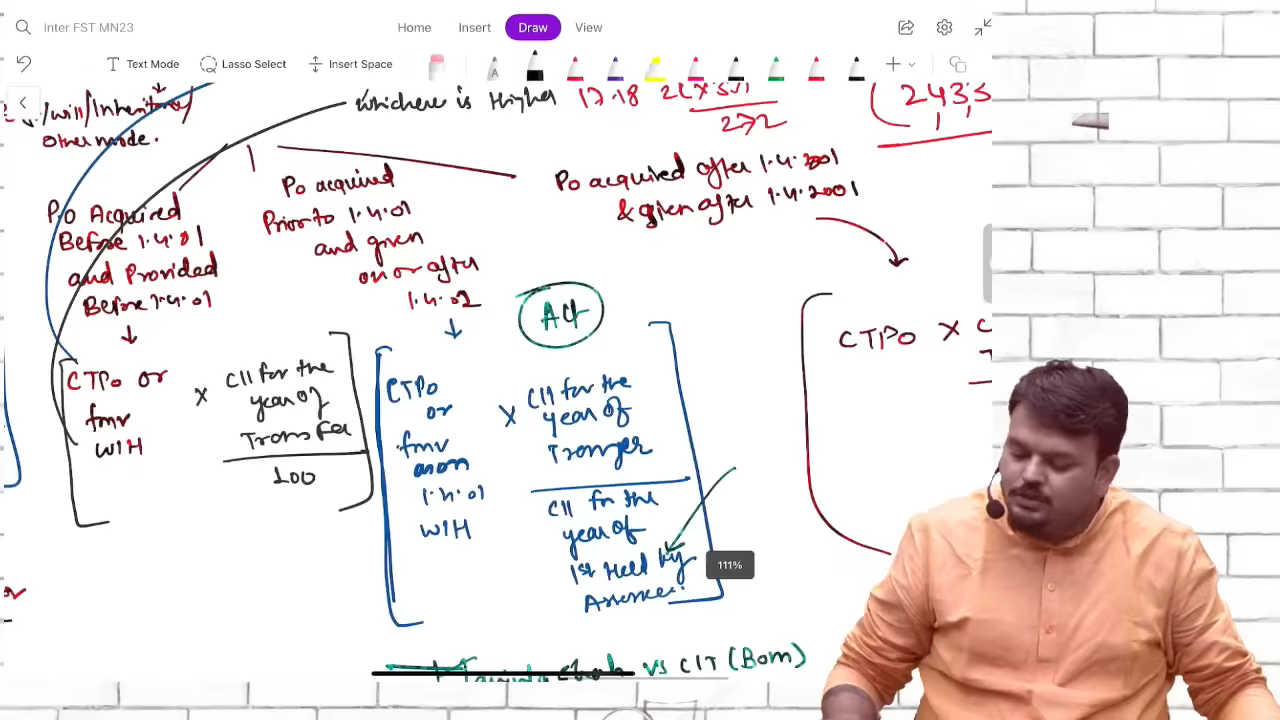 Inter FST MN23
Home
Insert
Draw
View
Text Mode
Lasso Select
Insert Space
/will/Inherited/
other mode.
whichever is Higher
17-18
272
243,5
Po Acquired
Before 1.4.01
and Provided
Before 1.4.01
Po acquired
Prior to 1.4.01
and given
on or after
1.4.01
Po acquired after 1.4.2001
& given after 1.4.2001
CTPo or
fmv
WIH
X
CII for the
year of
Transfer
100
Act
CTPO
or
fmv
as on
1.4.01
WIH
X
CII for the
year of
Transfer
CII for the
year of
1st Held by
Assessee.
CTPO X C
111%
vs CIT (Bom)